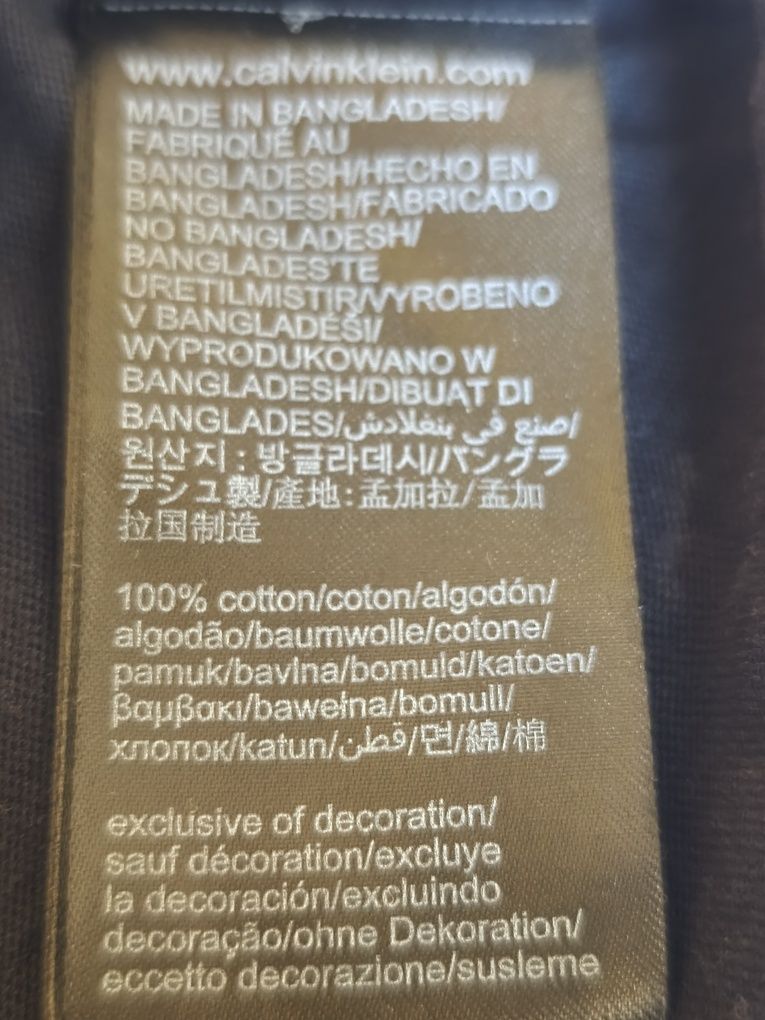 www.calvinklein.com
MADE IN BANGLADESH/
FABRIQUÉ AU
BANGLADESH/HECHO EN
BANGLADESH/FABRICADO
NO BANGLADESH/
BANGLADES'TE
URETILMISTIR/VYROBENO
V BANGLADÉŠI/
WYPRODUKOWANO W
BANGLADESH/DIBUAT DI
BANGLADES/صنع في بنغلادش/
원산지 : 방글라데시/バングラ
デシュ製/產地:孟加拉/孟加
拉国制造
100% cotton/coton/algodón/
algodão/baumwolle/cotone/
pamuk/bavlna/bomuld/katoen/
βαμβακι/bawełna/bomull/
хлопок/katun/قطن/면/綿/棉
exclusive of decoration/
sauf décoration/excluye
la decoración/excluindo
decoração/ohne Dekoration/
eccetto decorazione/susleme